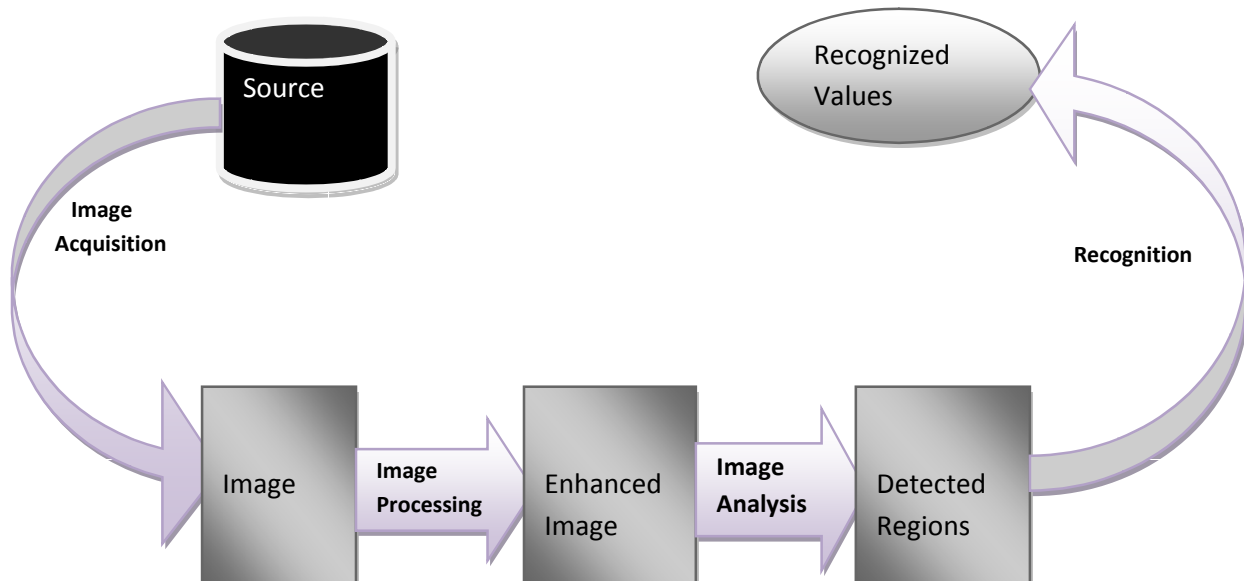 Source
Recognized
Values
Image
Acquisition
Recognition
Image
Image
Processing
Enhanced
Image
Image
Analysis
Detected
Regions